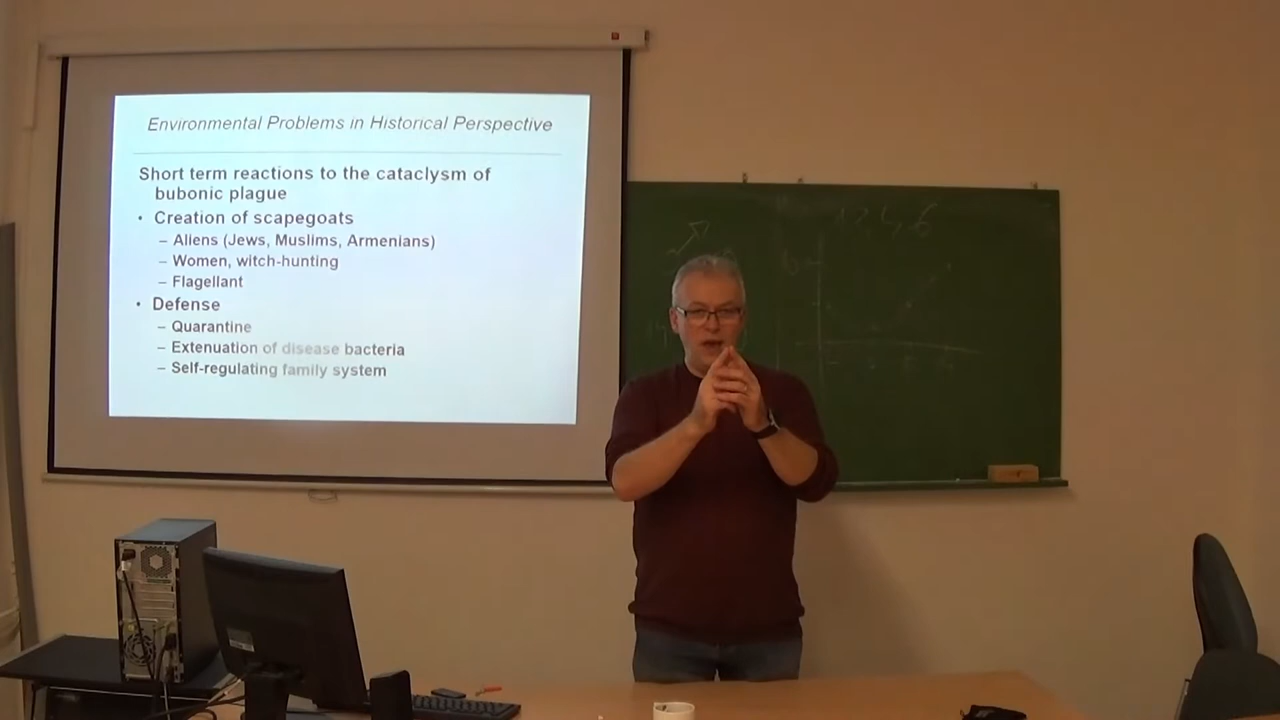 Environmental Problems in Historical Perspective
Short term reactions to the cataclysm of
bubonic plague
• Creation of scapegoats
– Aliens (Jews, Muslims, Armenians)
– Women, witch-hunting
– Flagellant
• Defense
– Quarantine
– Extenuation of disease bacteria
– Self-regulating family system